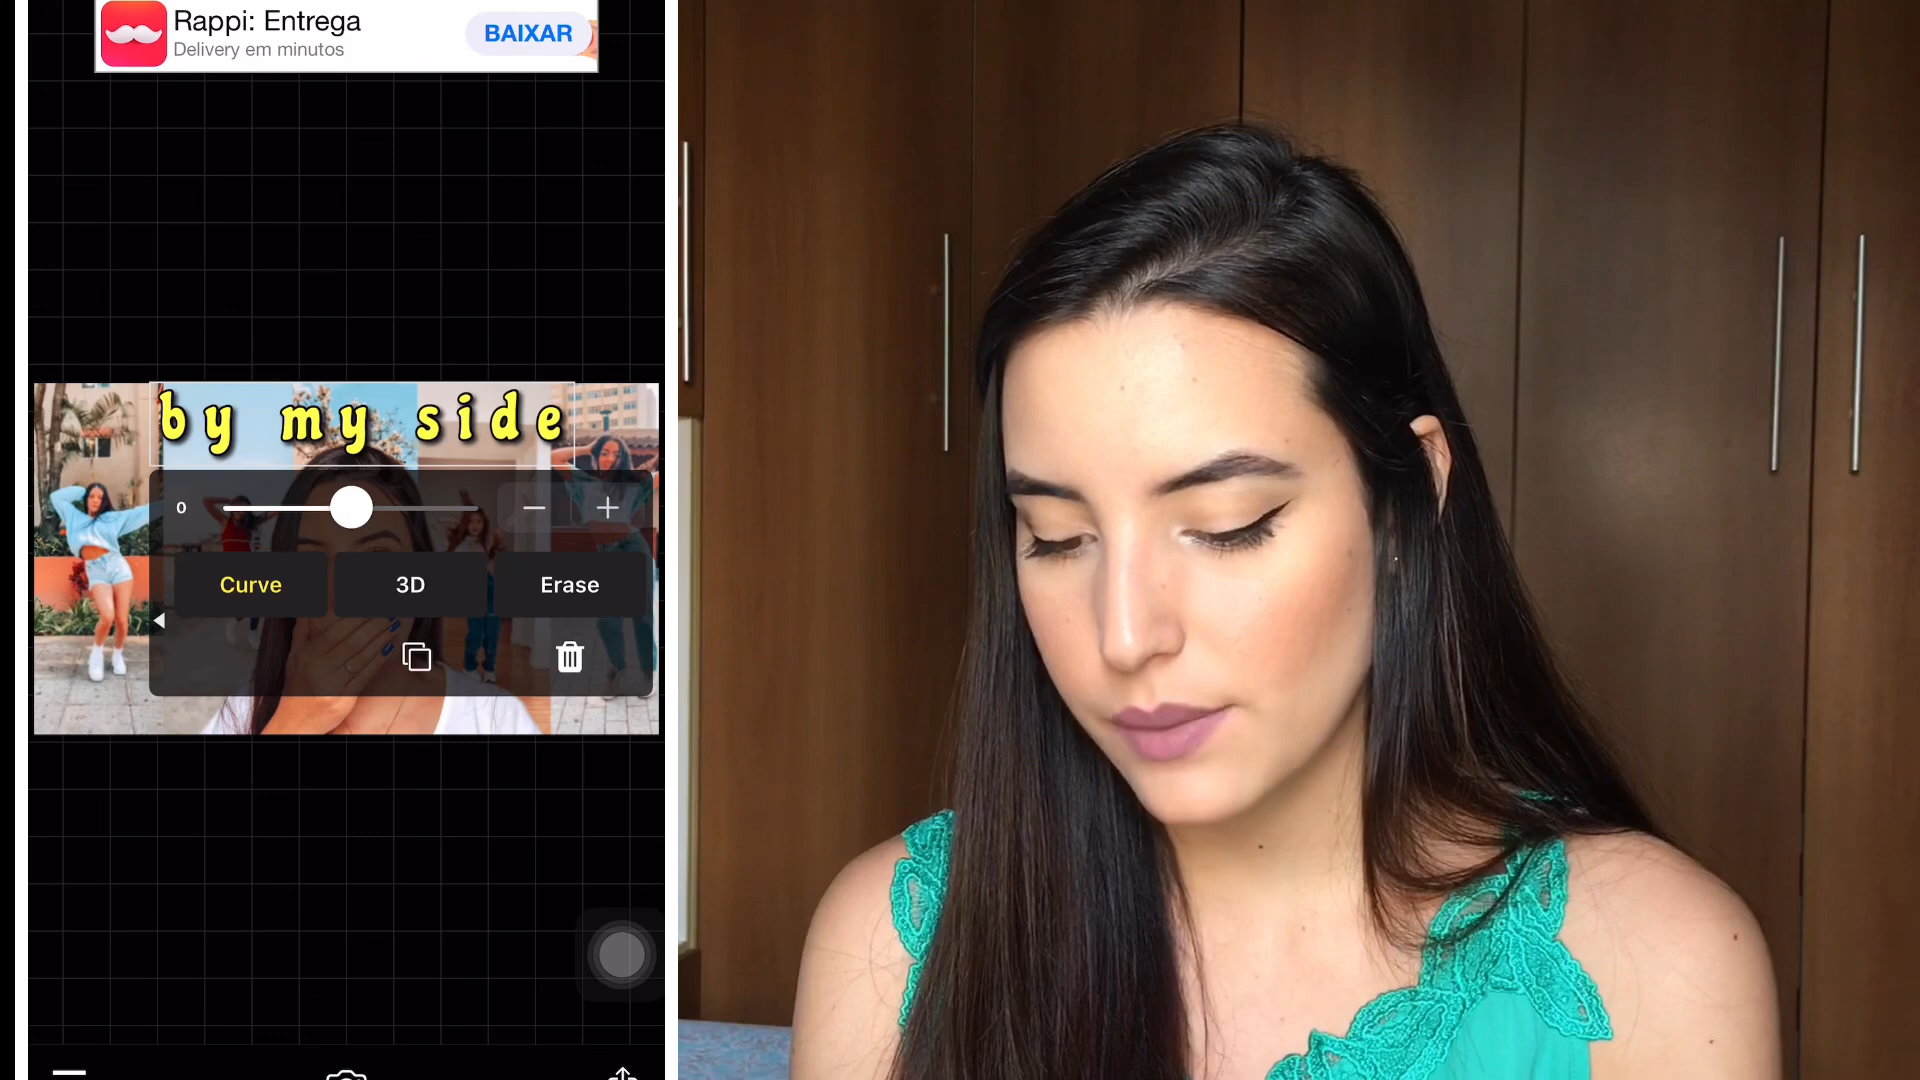 Rappi: Entrega
Delivery em minutos
BAIXAR
by my side
0
Curve
3D
Erase